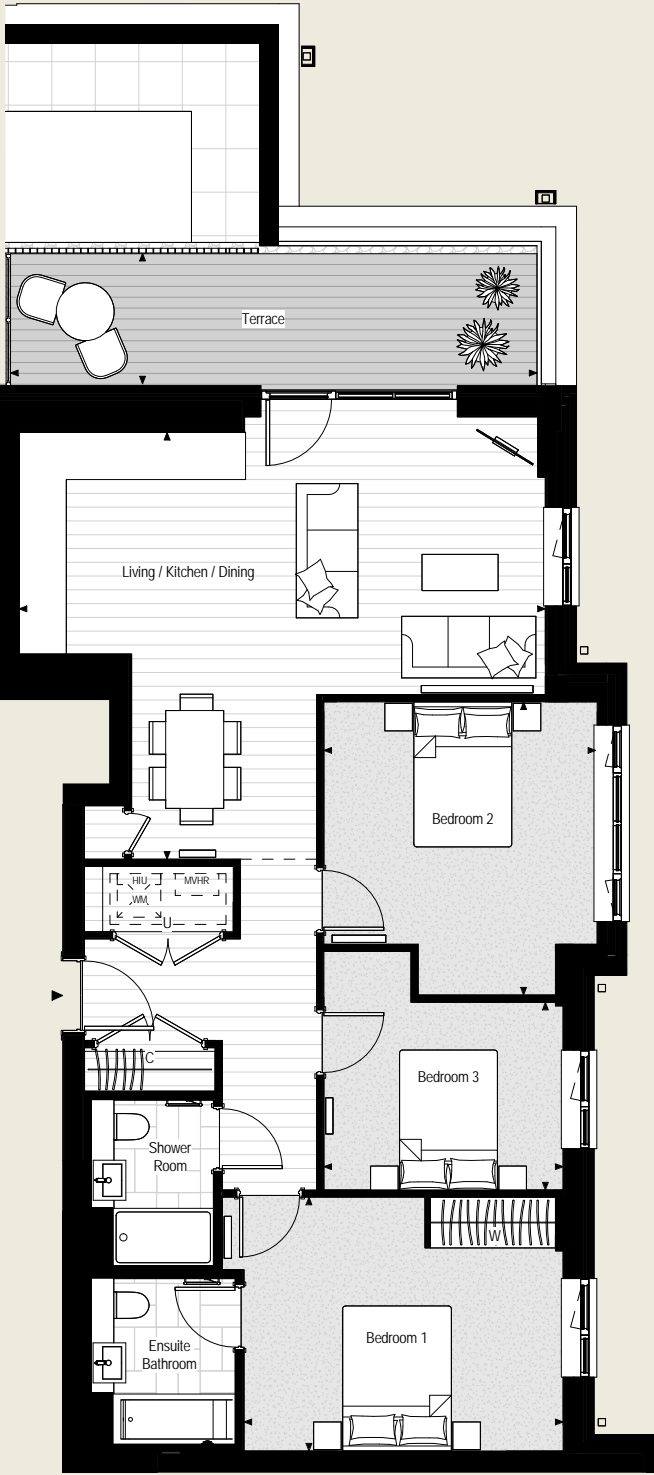 Terrace
Living / Kitchen / Dining
Bedroom 2
HIU
MVHR
WM
U
C
Bedroom 3
Shower
Room
W
Bedroom 1
Ensuite
Bathroom